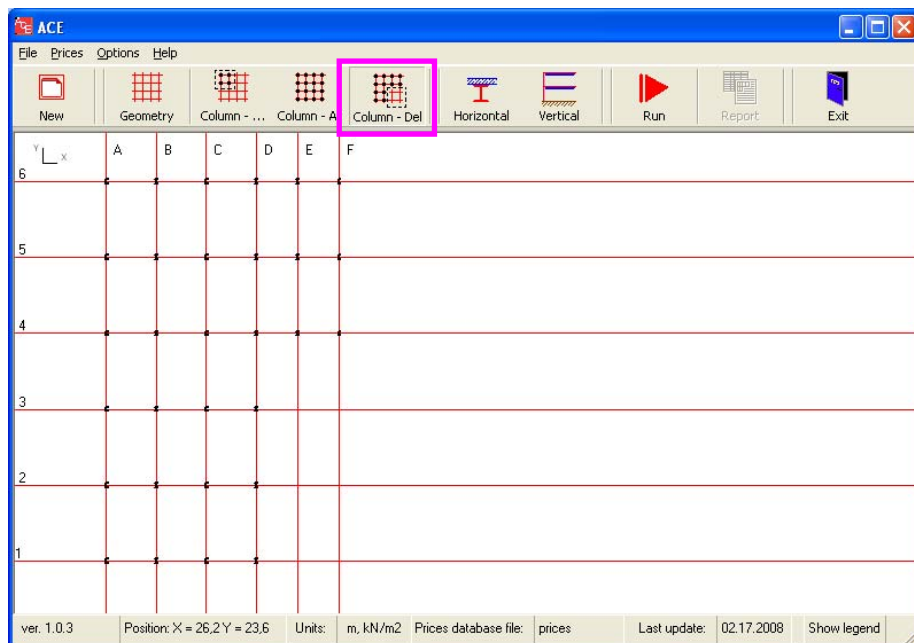 ACE
File Prices Options Help
New Geometry Column - ... Column - A Column - Del Horizontal Vertical Run Report Exit
Y X A B C D E F
6
5
4
3
2
1
ver. 1.0.3 Position: X = 26,2 Y = 23,6 Units: m, kN/m2 Prices database file: prices Last update: 02.17.2008 Show legend